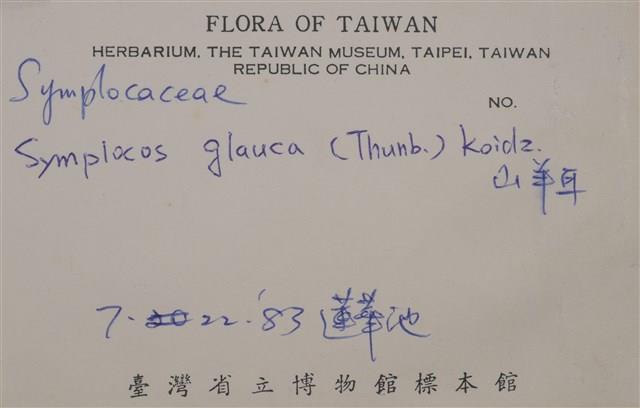 FLORA OF TAIWAN
HERBARIUM, THE TAIWAN MUSEUM, TAIPEI, TAIWAN
REPUBLIC OF CHINA
Symplocaceae
NO.
Symplocos glauca (Thunb.) Koidz.
山羊耳
7. 22. '83 蓮華池
臺灣省立博物館標本館